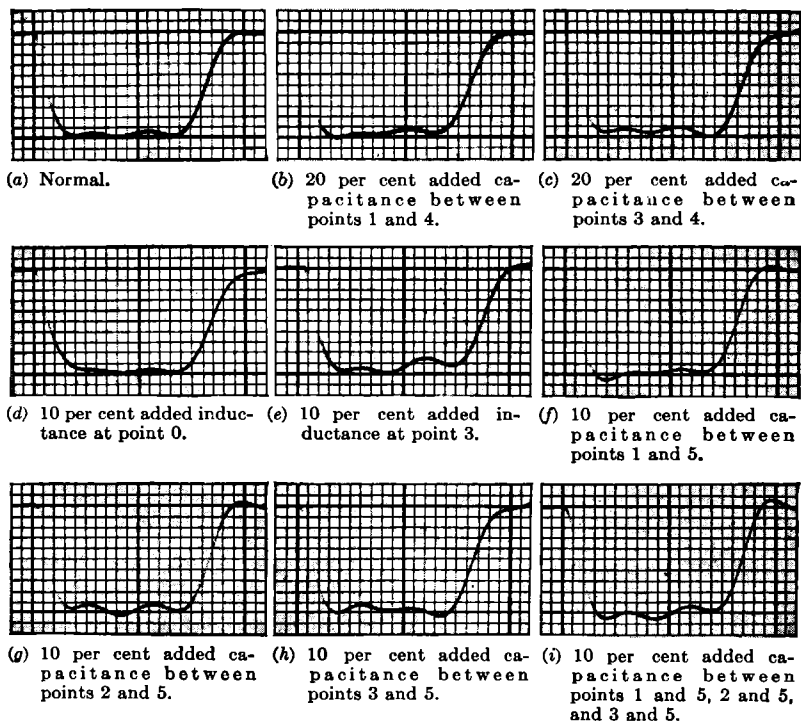 (a) Normal.
(b) 20 per cent added ca-
pacitance between
points 1 and 4.
(c) 20 per cent added ca-
pacitance between
points 3 and 4.
(d) 10 per cent added induc-
tance at point 0.
(e) 10 per cent added in-
ductance at point 3.
(f) 10 per cent added ca-
pacitance between
points 1 and 5.
(g) 10 per cent added ca-
pacitance between
points 2 and 5.
(h) 10 per cent added ca-
pacitance between
points 3 and 5.
(i) 10 per cent added ca-
pacitance between
points 1 and 5, 2 and 5,
and 3 and 5.